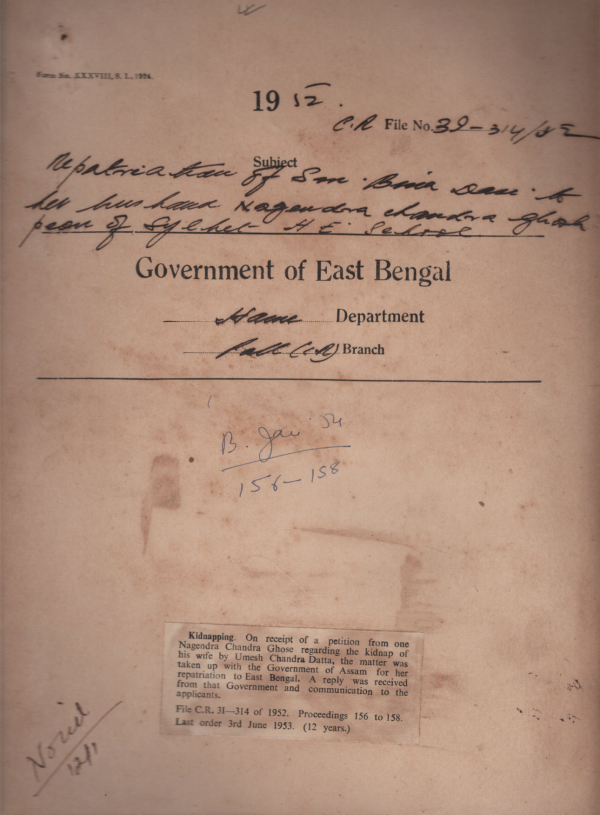 Form No. XXXVIII, S. I., 1924.
1952.
C.R File No. 3I-314/52
Subject
Repatriation of Sm. Bina Dasi to
her husband Nagendra Chandra Ghosh
peon of Sylhet H E School.
Government of East Bengal
Home Department
Poll (CR) Branch
B. Jan '54
156-158
Kidnapping. On receipt of a petition from one
Nagendra Chandra Ghose regarding the kidnap of
his wife by Umesh Chandra Datta, the matter was
taken up with the Government of Assam for her
repatriation to East Bengal. A reply was received
from that Government and communication to the
applicants.
File C.R. 3I—314 of 1952. Proceedings 156 to 158.
Last order 3rd June 1953. (12 years.)